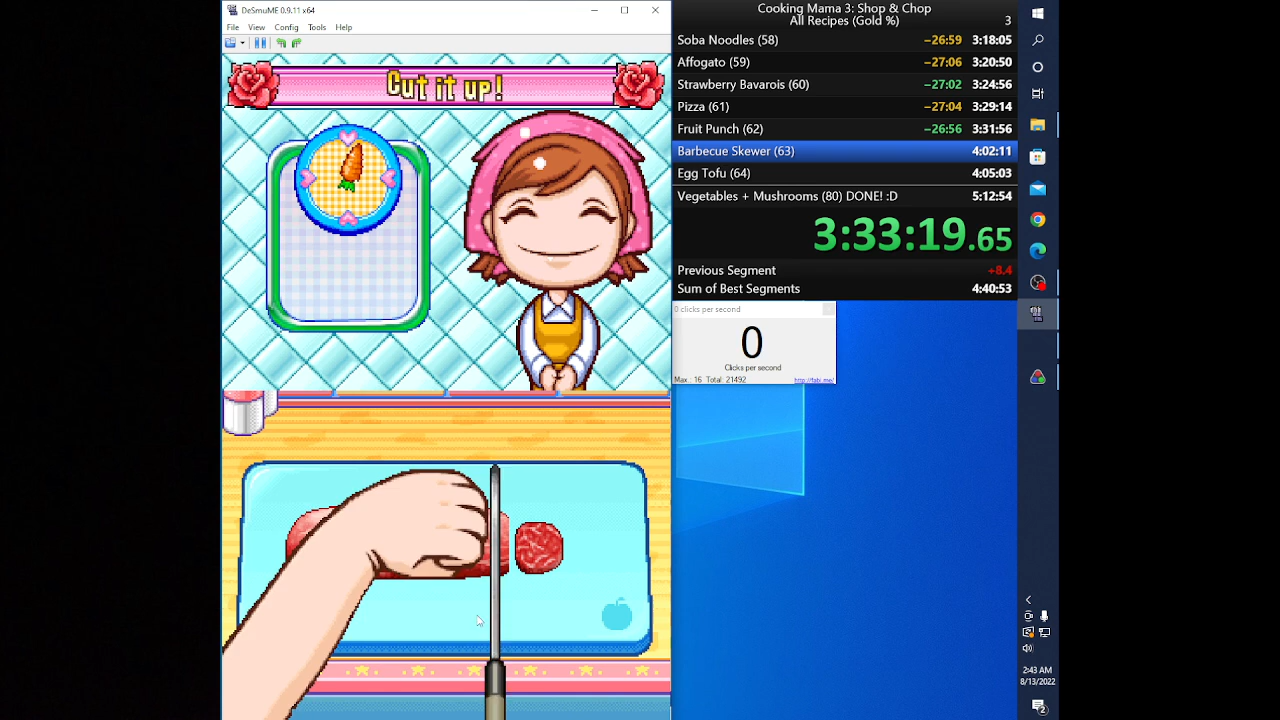 DeSmuME 0.9.11 x64
File View Config Tools Help
Cut it up!
Cooking Mama 3: Shop & Chop
All Recipes (Gold %) 3
Soba Noodles (58) −26:59 3:18:05
Affogato (59) −27:06 3:20:50
Strawberry Bavarois (60) −27:02 3:24:56
Pizza (61) −27:04 3:29:14
Fruit Punch (62) −26:56 3:31:56
Barbecue Skewer (63) 4:02:11
Egg Tofu (64) 4:05:03
Vegetables + Mushrooms (80) DONE! :D 5:12:54
3:33:19.65
Previous Segment +8.4
Sum of Best Segments 4:40:53
0 clicks per second
0
Clicks per second
Max.: 16 Total: 21492 http://fabi.me/
2:43 AM
8/13/2022
2